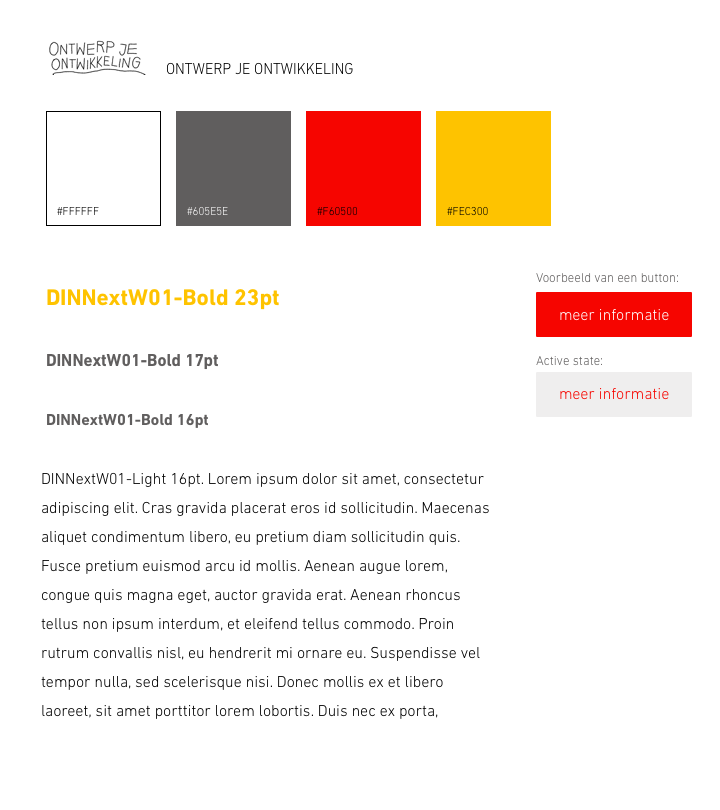 ONTWERP JE
ONTWIKKELING
ONTWERP JE ONTWIKKELING
#FFFFFF
#605E5E
#F60500
#FEC300
DINNextW01-Bold 23pt
DINNextW01-Bold 17pt
DINNextW01-Bold 16pt
Voorbeeld van een button:
meer informatie
Active state:
meer informatie
DINNextW01-Light 16pt. Lorem ipsum dolor sit amet, consectetur
adipiscing elit. Cras gravida placerat eros id sollicitudin. Maecenas
aliquet condimentum libero, eu pretium diam sollicitudin quis.
Fusce pretium euismod arcu id mollis. Aenean augue lorem,
congue quis magna eget, auctor gravida erat. Aenean rhoncus
tellus non ipsum interdum, et eleifend tellus commodo. Proin
rutrum convallis nisl, eu hendrerit mi ornare eu. Suspendisse vel
tempor nulla, sed scelerisque nisi. Donec mollis ex et libero
laoreet, sit amet porttitor lorem lobortis. Duis nec ex porta,